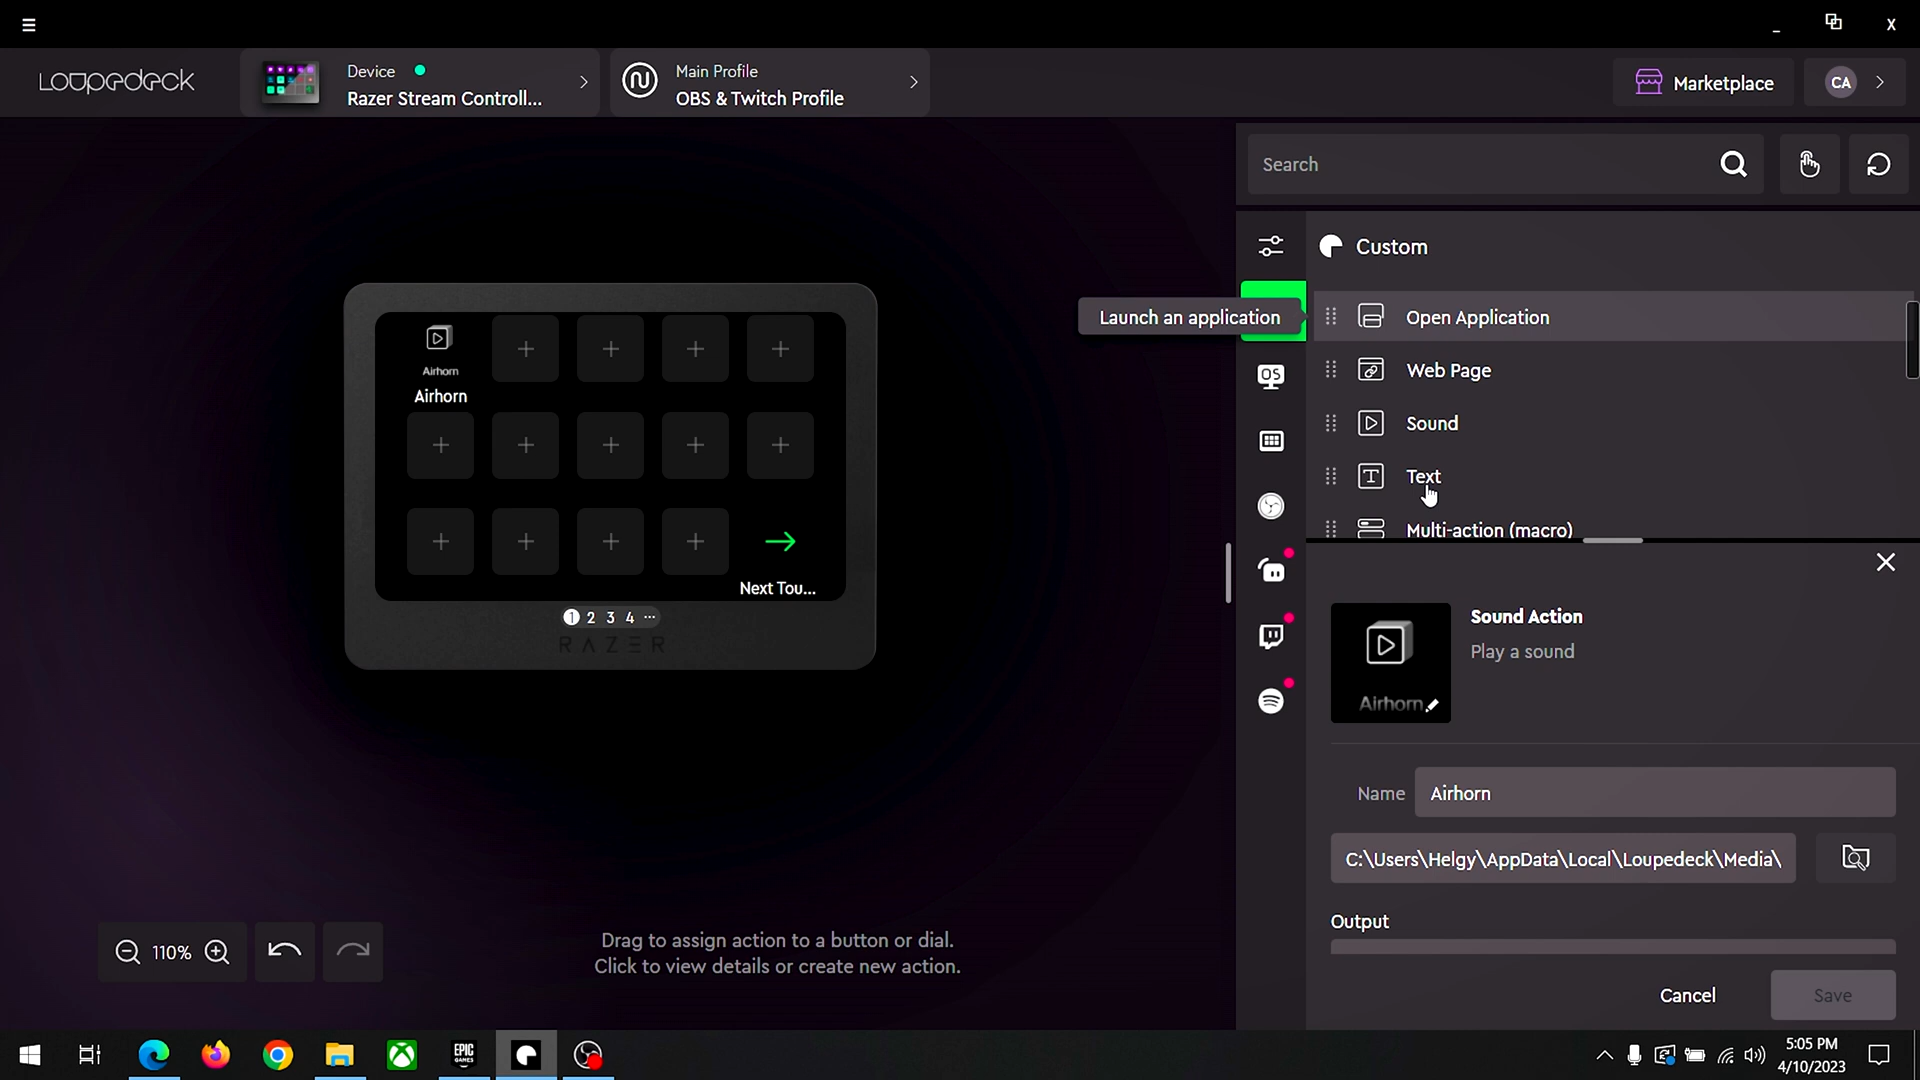 LOUPEDECK
Device
Razer Stream Controll...
Main Profile
OBS & Twitch Profile
Marketplace
CA
Search
Custom
Launch an application
Open Application
Web Page
Sound
Text
Multi-action (macro)
OS
Airhorn
Airhorn
Next Tou...
1 2 3 4 ...
RAZER
Sound Action
Play a sound
Airhorn
Name
Airhorn
C:\Users\Helgy\AppData\Local\Loupedeck\Media\
Output
110%
Drag to assign action to a button or dial.
Click to view details or create new action.
Cancel
Save
EPIC
GAMES
5:05 PM
4/10/2023